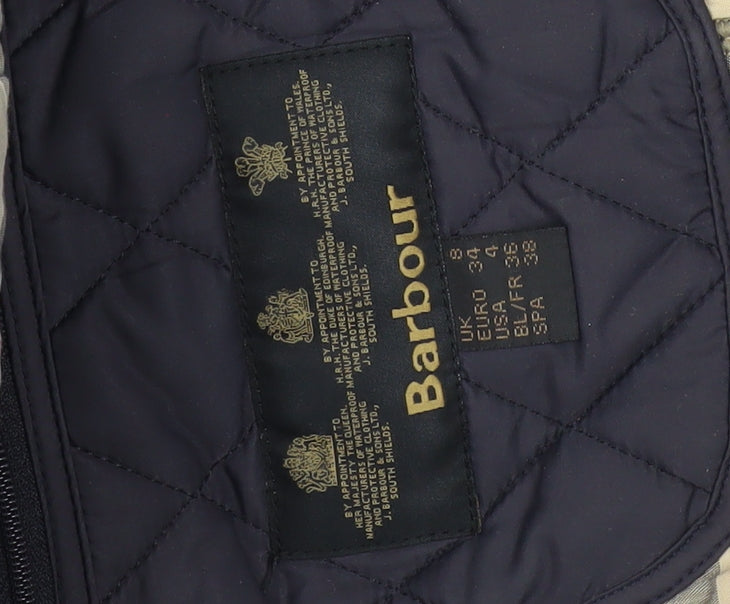 BY APPOINTMENT TO
HER MAJESTY THE QUEEN.
MANUFACTURERS OF WATERPROOF
AND PROTECTIVE CLOTHING
J. BARBOUR & SONS LTD.,
SOUTH SHIELDS.
BY APPOINTMENT TO
H.R.H. THE DUKE OF EDINBURGH.
MANUFACTURERS OF WATERPROOF
AND PROTECTIVE CLOTHING
J. BARBOUR & SONS LTD.,
SOUTH SHIELDS.
BY APPOINTMENT TO
H.R.H. THE PRINCE OF WALES.
MANUFACTURERS OF WATERPROOF
AND PROTECTIVE CLOTHING
J. BARBOUR & SONS LTD.,
SOUTH SHIELDS.
Barbour
UK 8
EURO 34
USA 4
BL/FR 36
SPA 38